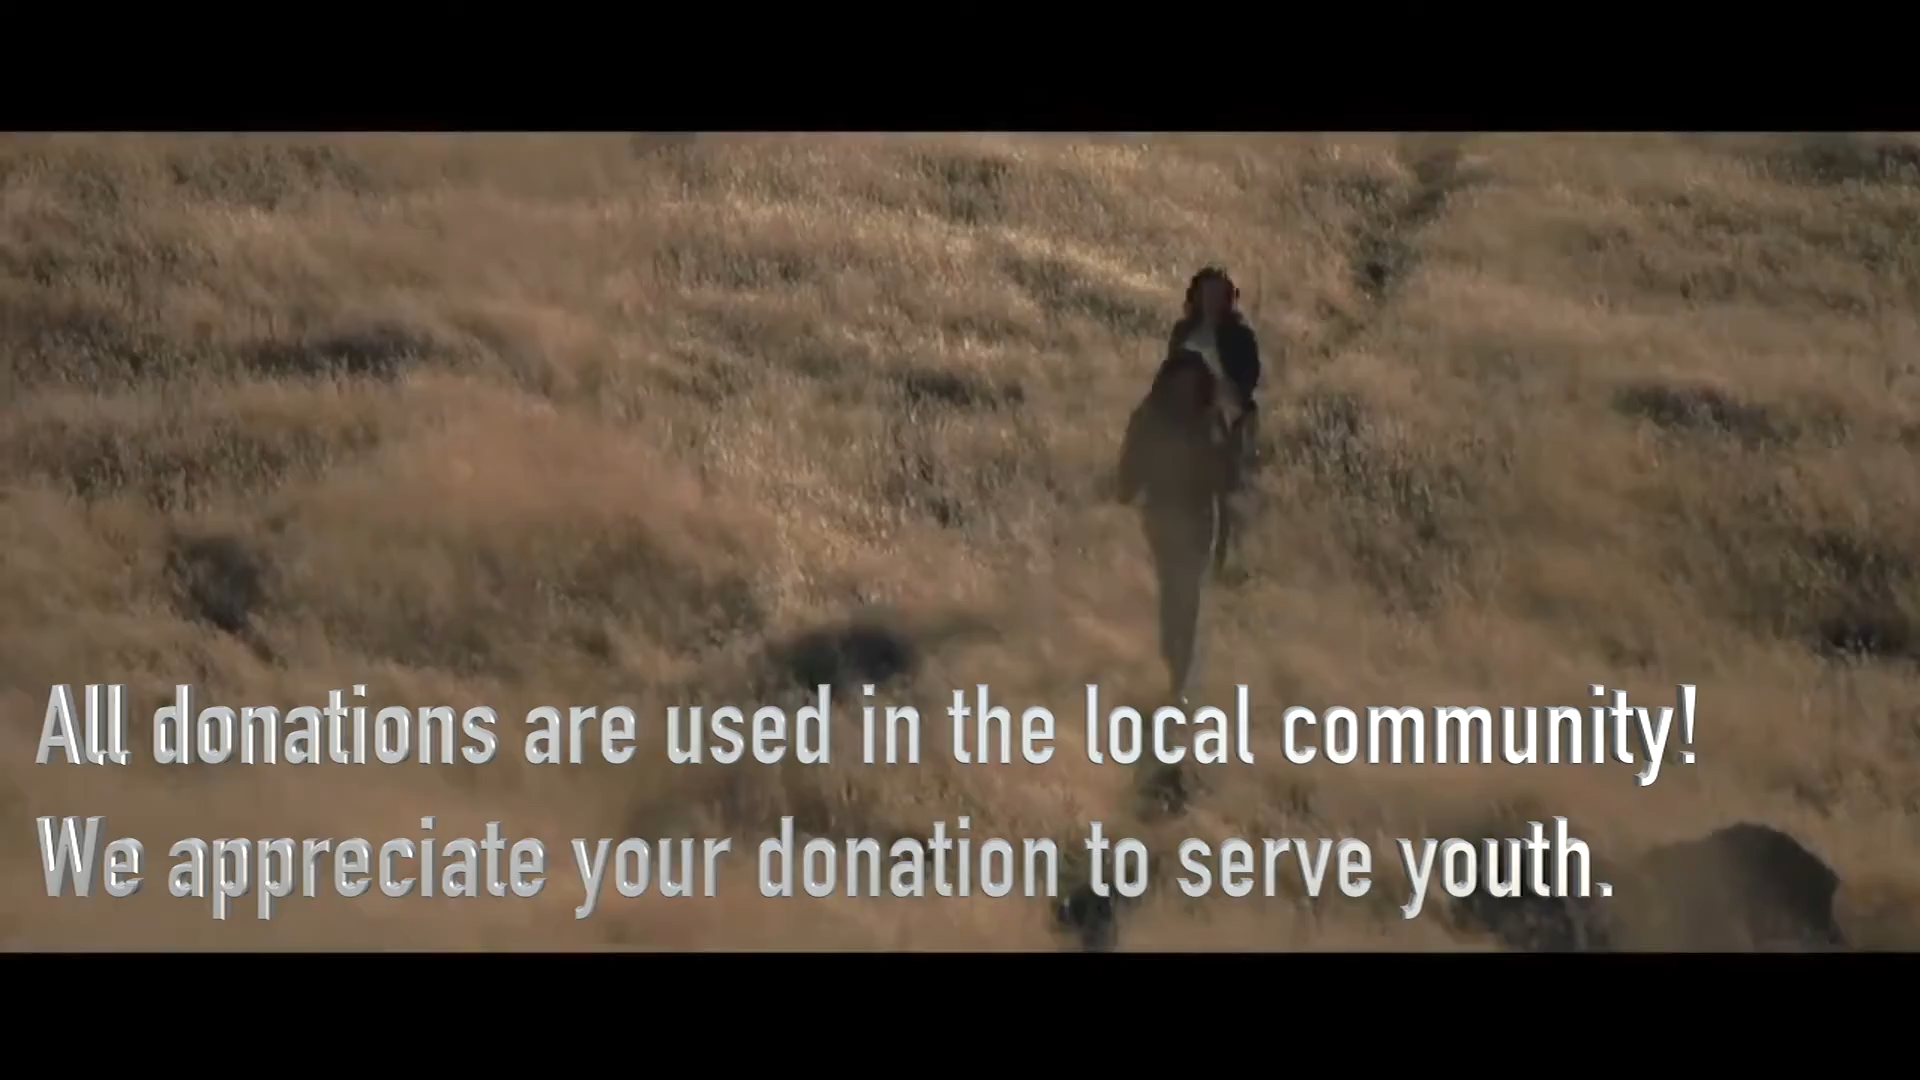 All donations are used in the local community!
We appreciate your donation to serve youth.